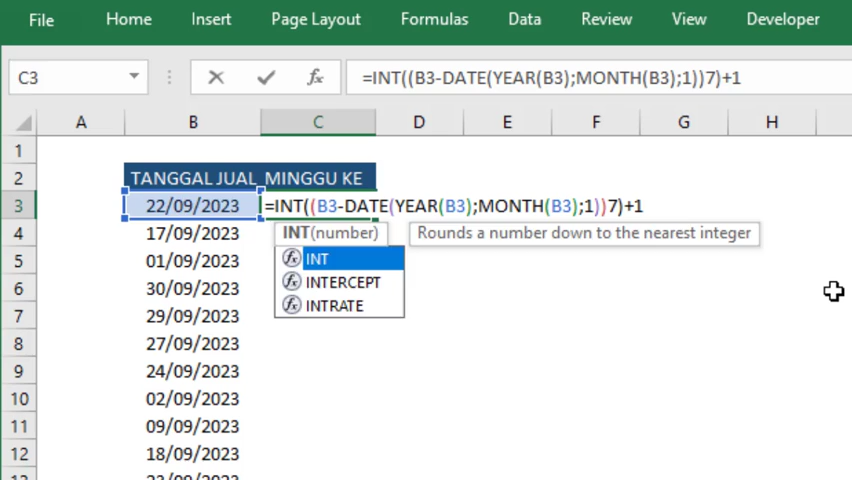 File Home Insert Page Layout Formulas Data Review View Developer
C3 fx =INT((B3-DATE(YEAR(B3);MONTH(B3);1))7)+1
A B C D E F G H
1
2 TANGGAL JUAL MINGGU KE
3 22/09/2023 =INT((B3-DATE(YEAR(B3);MONTH(B3);1))7)+1
4 17/09/2023 INT(number) Rounds a number down to the nearest integer
5 01/09/2023 fx INT
6 30/09/2023 fx INTERCEPT
7 29/09/2023 fx INTRATE
8 27/09/2023
9 24/09/2023
10 02/09/2023
11 09/09/2023
12 18/09/2023